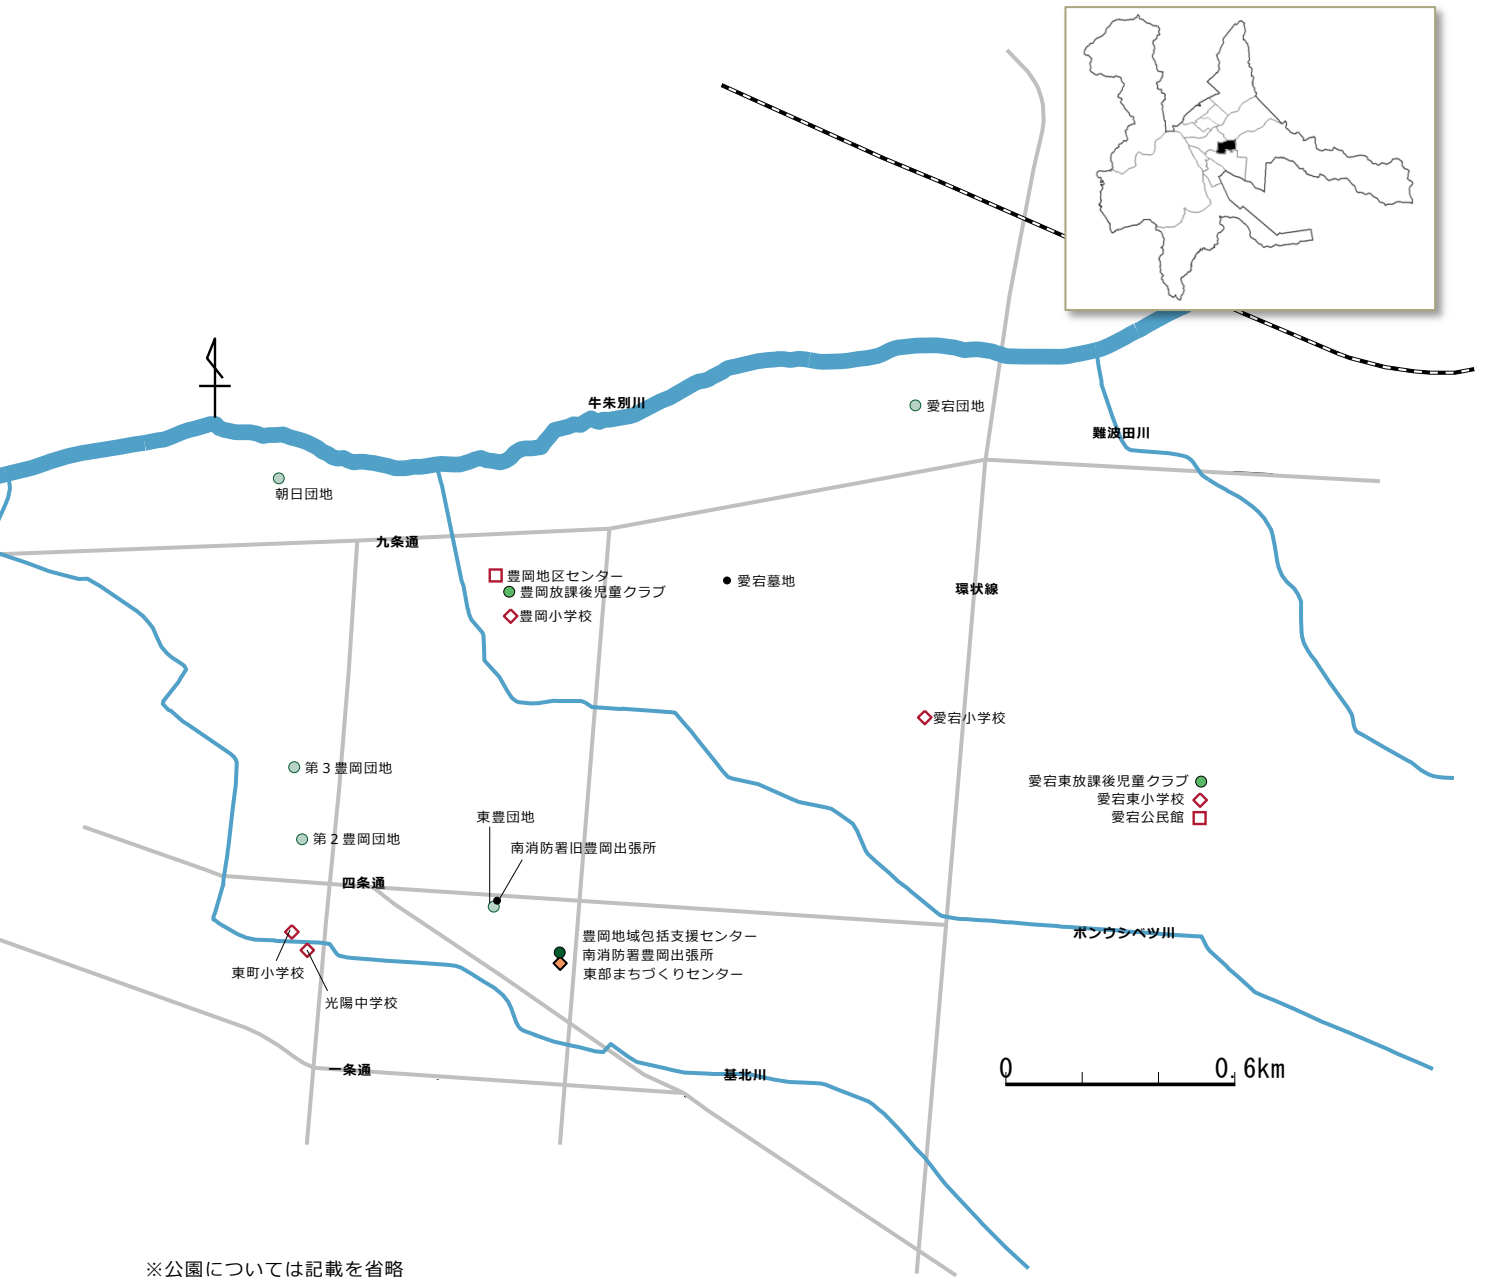 牛朱別川
愛宕団地
難波田川
朝日団地
九条通
豊岡地区センター
豊岡放課後児童クラブ
豊岡小学校
愛宕墓地
環状線
愛宕小学校
第3豊岡団地
愛宕東放課後児童クラブ
愛宕東小学校
愛宕公民館
東豊団地
第2豊岡団地
南消防署旧豊岡出張所
四条通
豊岡地域包括支援センター
ポンウシベツ川
南消防署豊岡出張所
東町小学校
東部まちづくりセンター
光陽中学校
一条通
基北川
0 0.6km
※公園については記載を省略